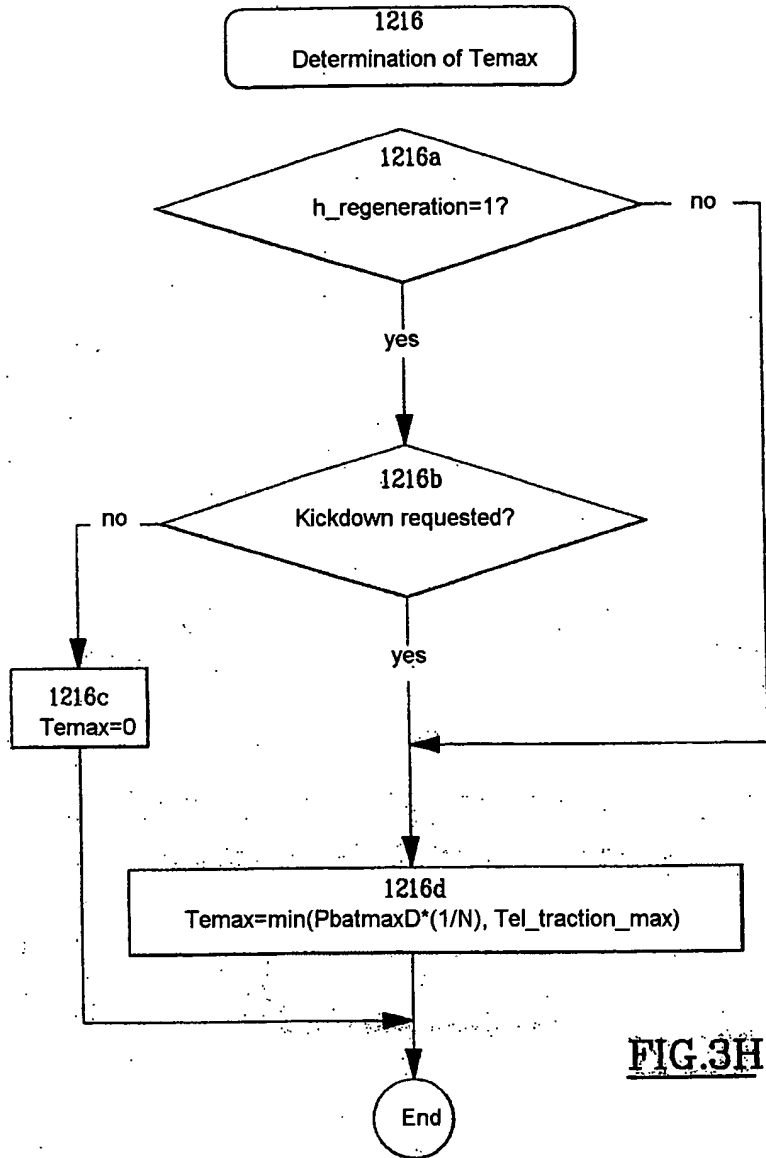 1216
Determination of Temax
1216a
h_regeneration=1?
no
yes
1216b
Kickdown requested?
no
yes
1216c
Temax=0
1216d
Temax=min(PbatmaxD*(1/N), Tel_traction_max)
FIG.3H
End